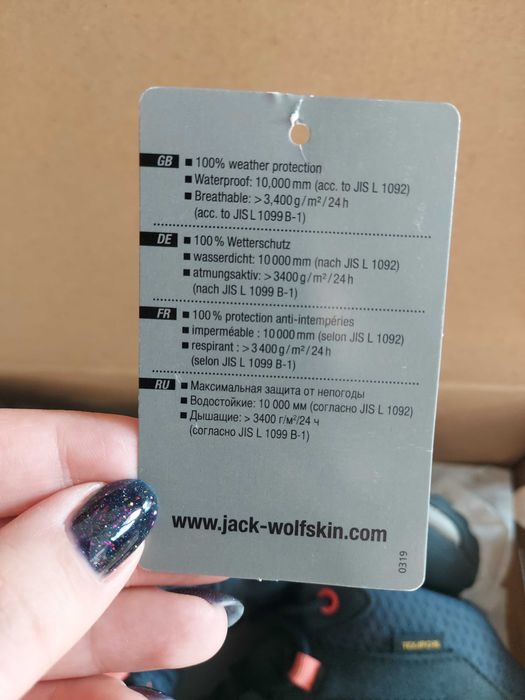 GB ■ 100% weather protection
■ Waterproof: 10,000 mm (acc. to JIS L 1092)
■ Breathable: > 3,400 g/m²/24 h
(acc. to JIS L 1099 B-1)
DE ■ 100 % Wetterschutz
■ wasserdicht: 10 000 mm (nach JIS L 1092)
■ atmungsaktiv: > 3400 g/m²/24 h
(nach JIS L 1099 B-1)
FR ■ 100 % protection anti-intempéries
■ imperméable : 10 000 mm (selon JIS L 1092)
■ respirant : > 3 400 g/m²/24 h
(selon JIS L 1099 B-1)
RU ■ Максимальная защита от непогоды
■ Водостойкие: 10 000 мм (согласно JIS L 1092)
■ Дышащие: > 3400 г/м²/24 ч
(согласно JIS L 1099 B-1)
www.jack-wolfskin.com
0319